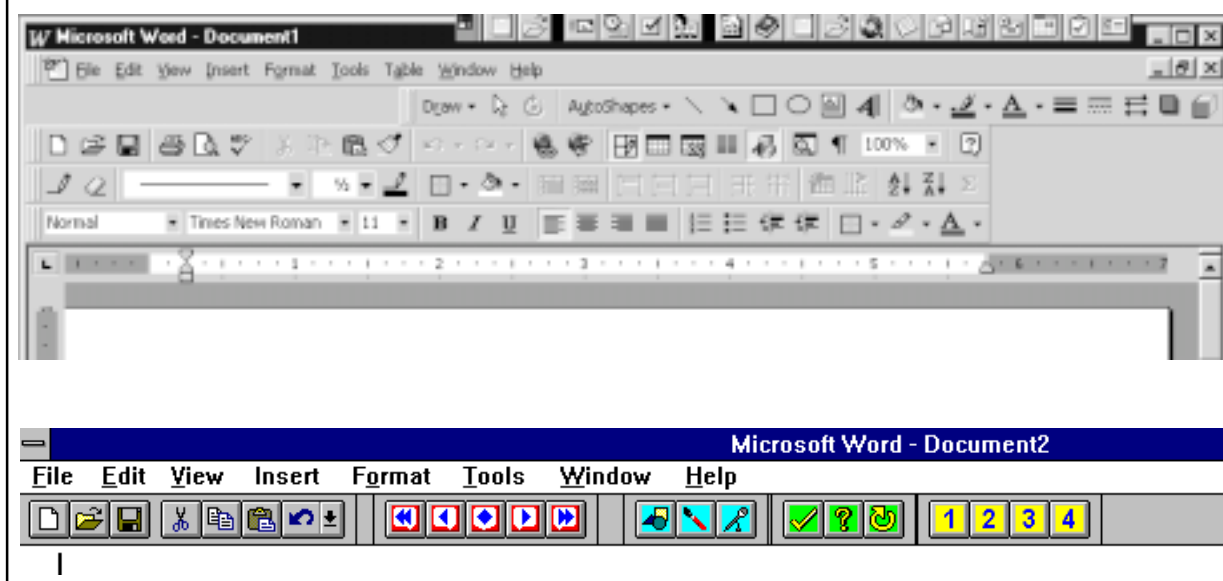 Microsoft Word - Document1
File Edit View Insert Format Tools Table Window Help
Draw AutoShapes
100%
½
Normal Times New Roman 11 B I U
1 2 3 4 5 6 7
Microsoft Word - Document2
File Edit View Insert Format Tools Window Help
1 2 3 4